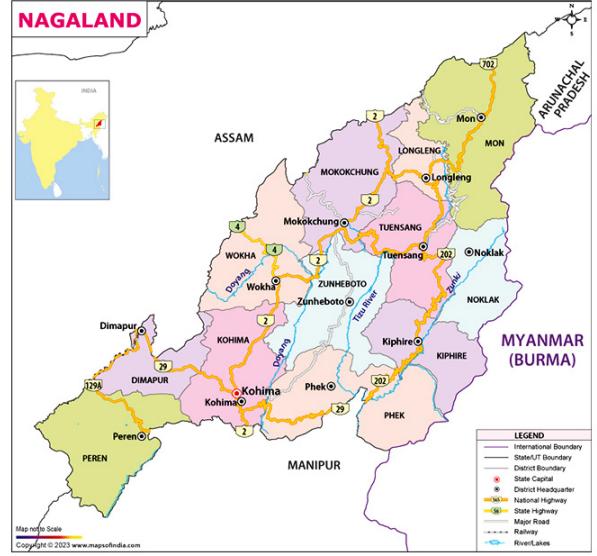 NAGALAND
INDIA
ASSAM
ARUNACHAL
PRADESH
702
Mon
MON
2
LONGLENG
Longleng
MOKOKCHUNG
2
Mokokchung
TUENSANG
Tuensang
202
Noklak
NOKLAK
4
4
WOKHA
Doyang
Wokha
2
ZUNHEBOTO
Zunheboto
Tizu River
Zunki
MYANMAR
(BURMA)
Dimapur
29
DIMAPUR
129A
KOHIMA
2
Doyang
Kiphire
KIPHIRE
Kohima
Kohima
Phek
202
29
PHEK
2
Peren
PEREN
MANIPUR
LEGEND
International Boundary
State/UT Boundary
District Boundary
State Capital
District Headquarter
National Highway
State Highway
Major Road
Railway
River/Lakes
Map not to Scale
Copyright © 2023 www.mapsofindia.com